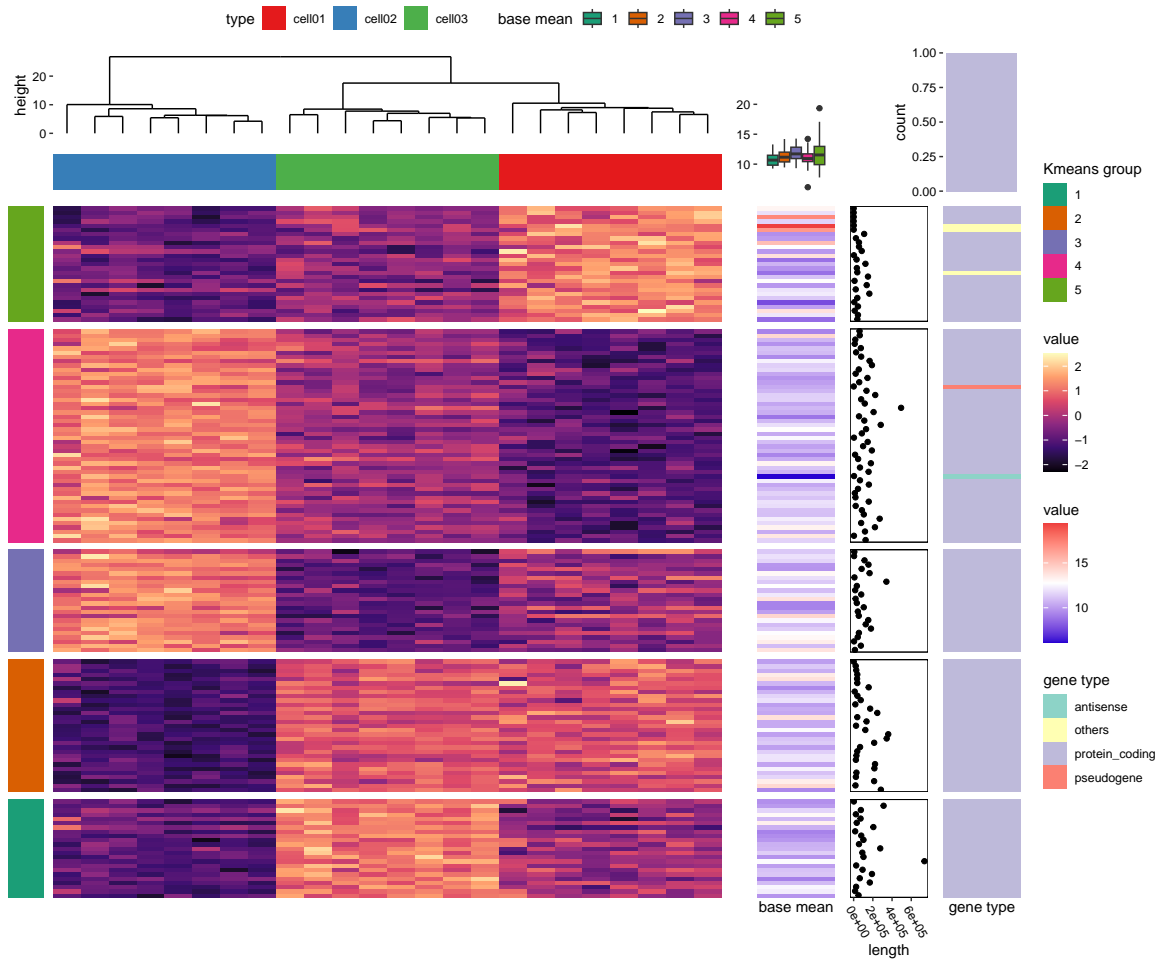 type cell01 cell02 cell03 base mean 1 2 3 4 5
height
20
10
0
20
15
10
count
1.00
0.75
0.50
0.25
0.00
Kmeans group
1
2
3
4
5
value
2
1
0
−1
−2
value
15
10
gene type
antisense
others
protein_coding
pseudogene
base mean
0e+00 2e+05 4e+05 6e+05
length
gene type